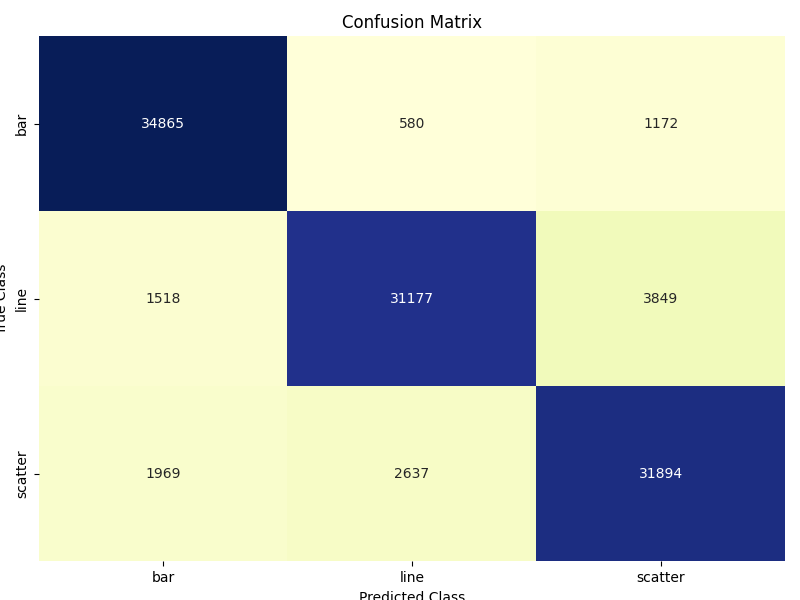 Confusion Matrix
bar
34865
580
1172
line
1518
31177
3849
scatter
1969
2637
31894
bar
line
scatter
Predicted Class